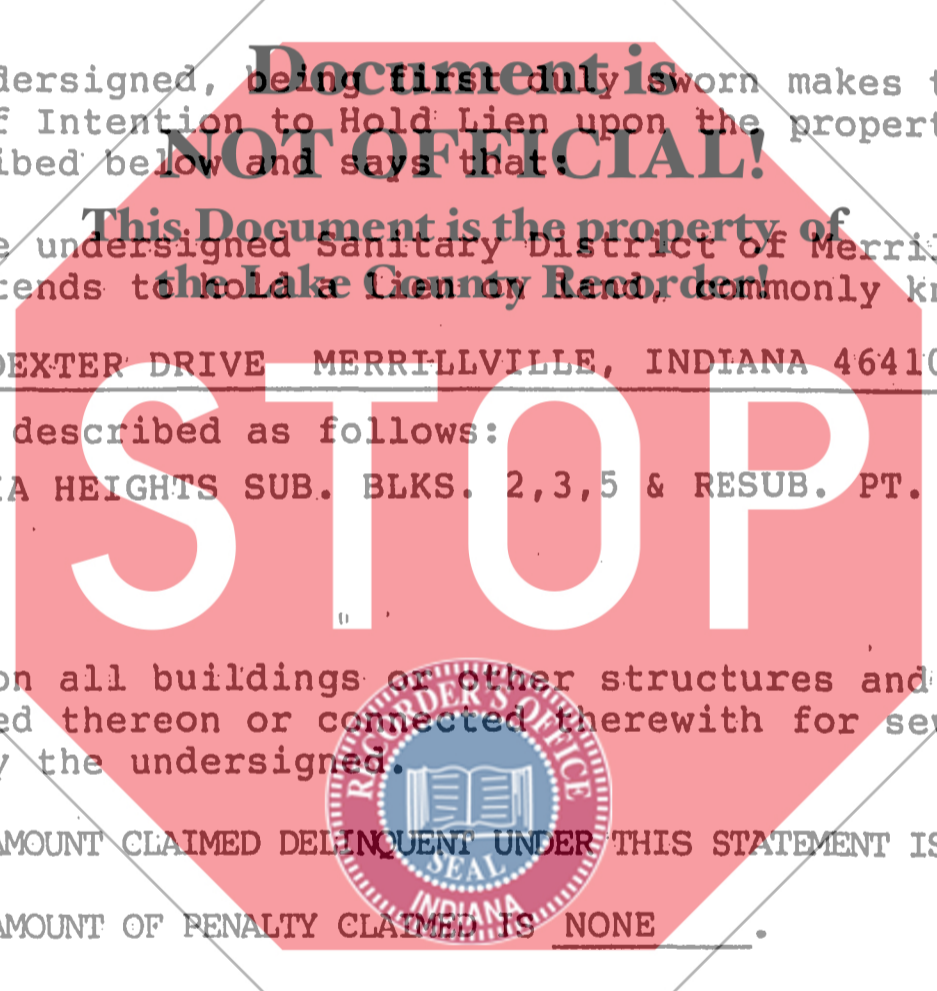 Document is
dersigned, being first duly sworn makes t
f Intention to Hold Lien upon the propert
NOT OFFICIAL!
ibed below and says that:
This Document is the property of
e undersigned Sanitary District of Merril
the Lake County Recorder!
tends to hold a Lien on Land, commonly kn
DEXTER DRIVE MERRILLVILLE, INDIANA 46410
described as follows:
IA HEIGHTS SUB. BLKS. 2,3,5 & RESUB. PT.
STOP
on all buildings or other structures and
ed thereon or connected therewith for sew
y the undersigned.
RECORDER'S OFFICE
AMOUNT CLAIMED DELINQUENT UNDER THIS STATEMENT IS
SEAL
INDIANA
AMOUNT OF PENALTY CLAIMED IS NONE .